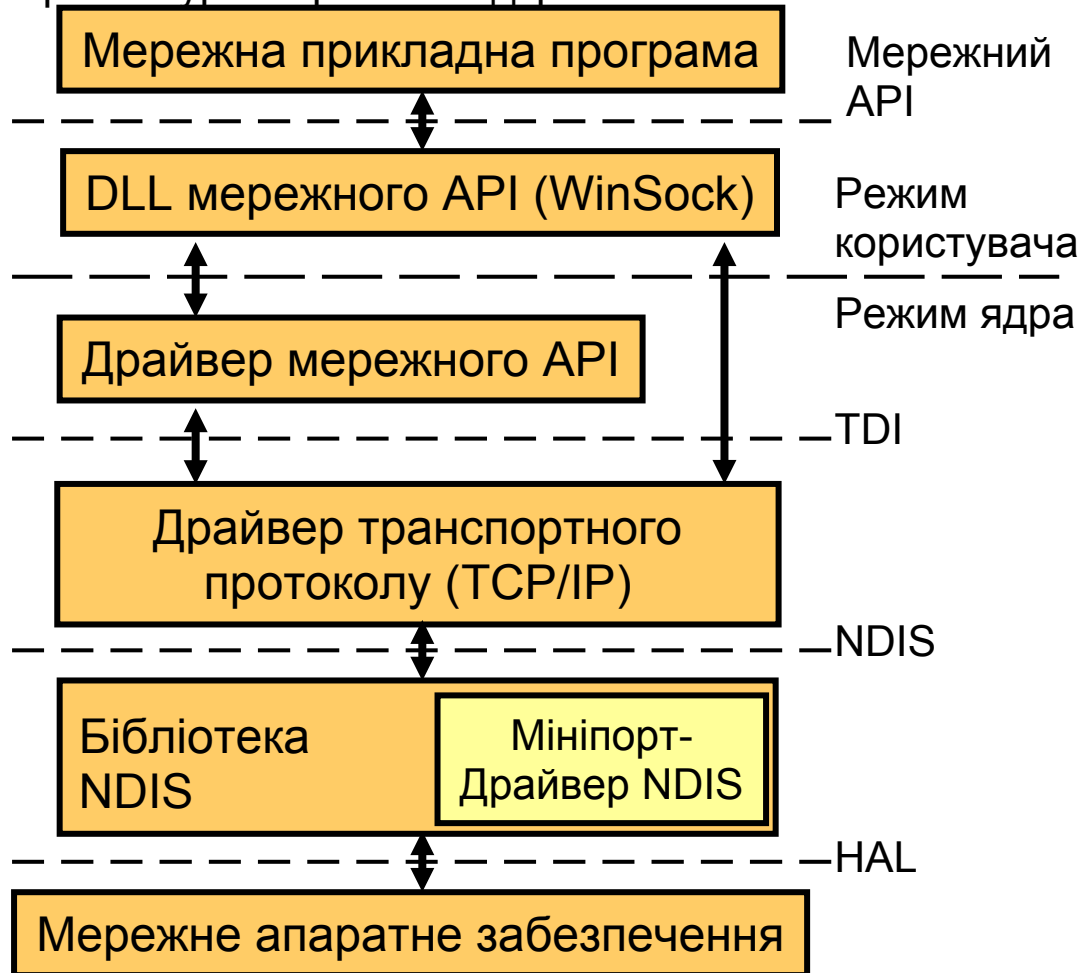 Мережна прикладна програма
Мережний
API
DLL мережного API (WinSock)
Режим
користувача
Режим ядра
Драйвер мережного API
TDI
Драйвер транспортного
протоколу (TCP/IP)
NDIS
Бібліотека
NDIS
Мініпорт-
Драйвер NDIS
HAL
Мережне апаратне забезпечення